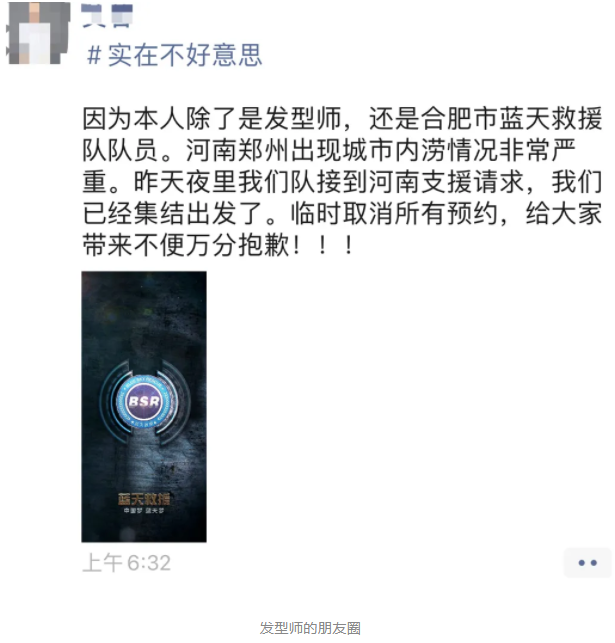 #实在不好意思
因为本人除了是发型师，还是合肥市蓝天救援
队队员。河南郑州出现城市内涝情况非常严
重。昨天夜里我们队接到河南支援请求，我们
已经集结出发了。临时取消所有预约，给大家
带来不便万分抱歉！！！
BSR
蓝天救援
中国梦 蓝天梦
上午6:32
发型师的朋友圈